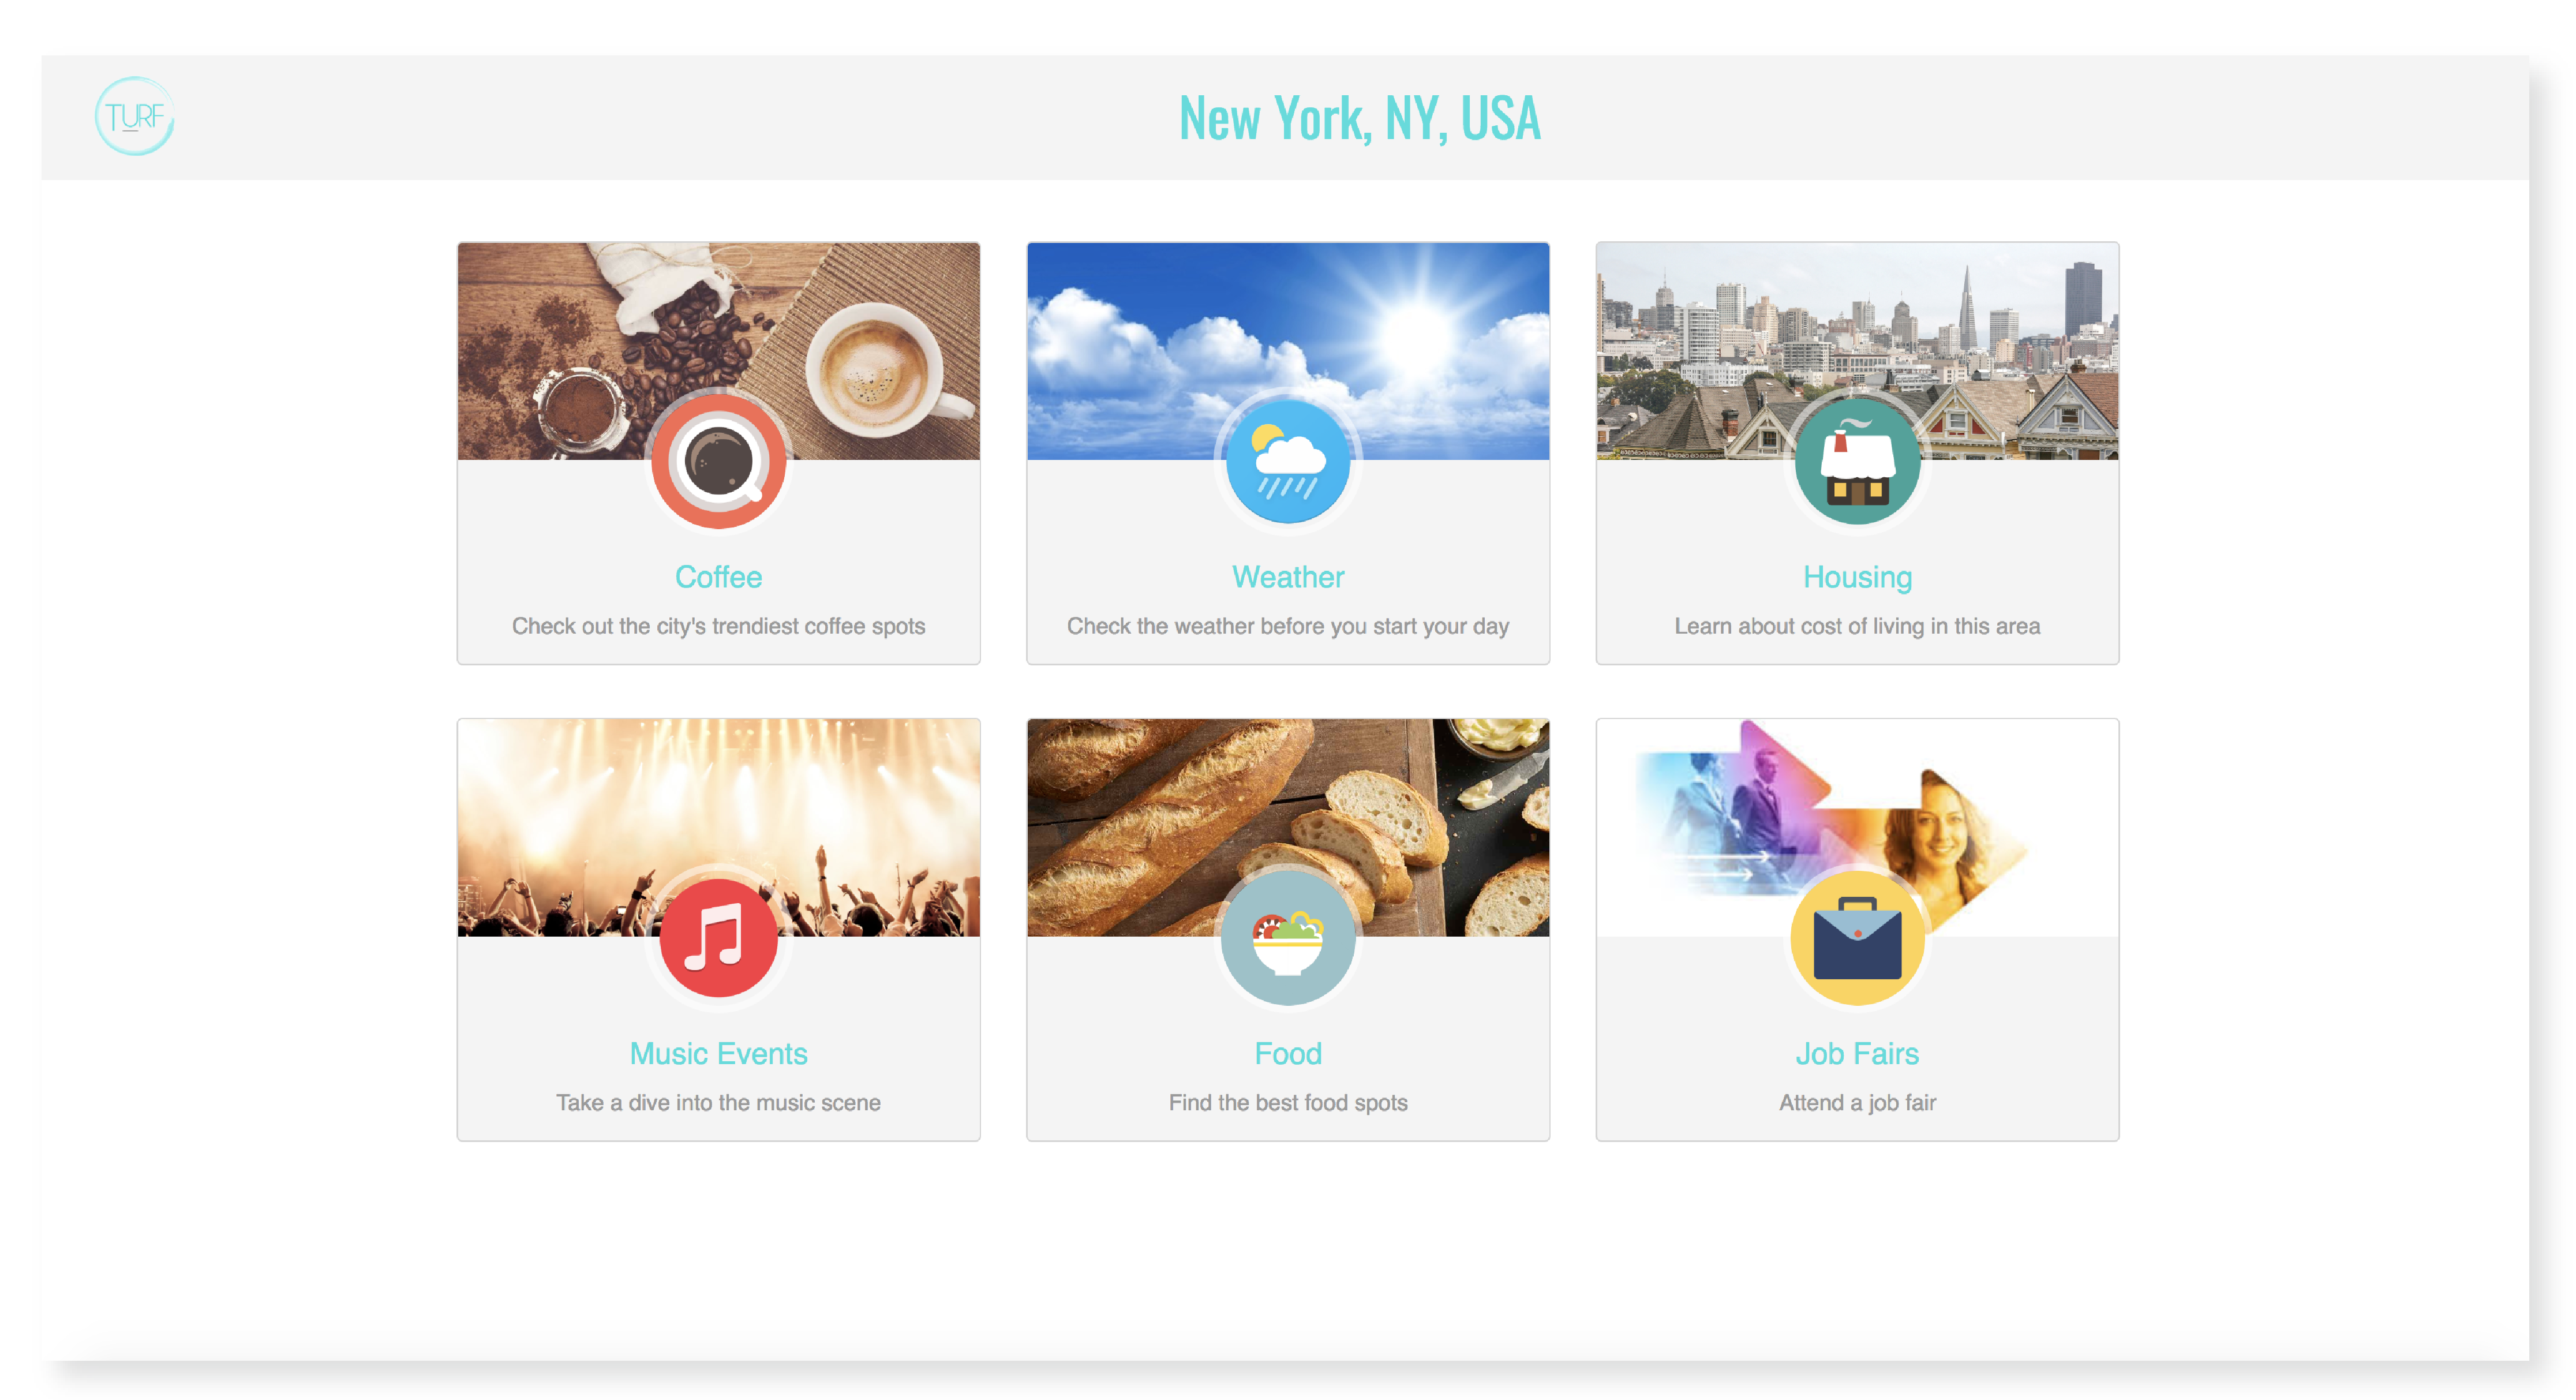 TURF
New York, NY, USA
Coffee
Check out the city's trendiest coffee spots
Weather
Check the weather before you start your day
Housing
Learn about cost of living in this area
Music Events
Take a dive into the music scene
Food
Find the best food spots
Job Fairs
Attend a job fair